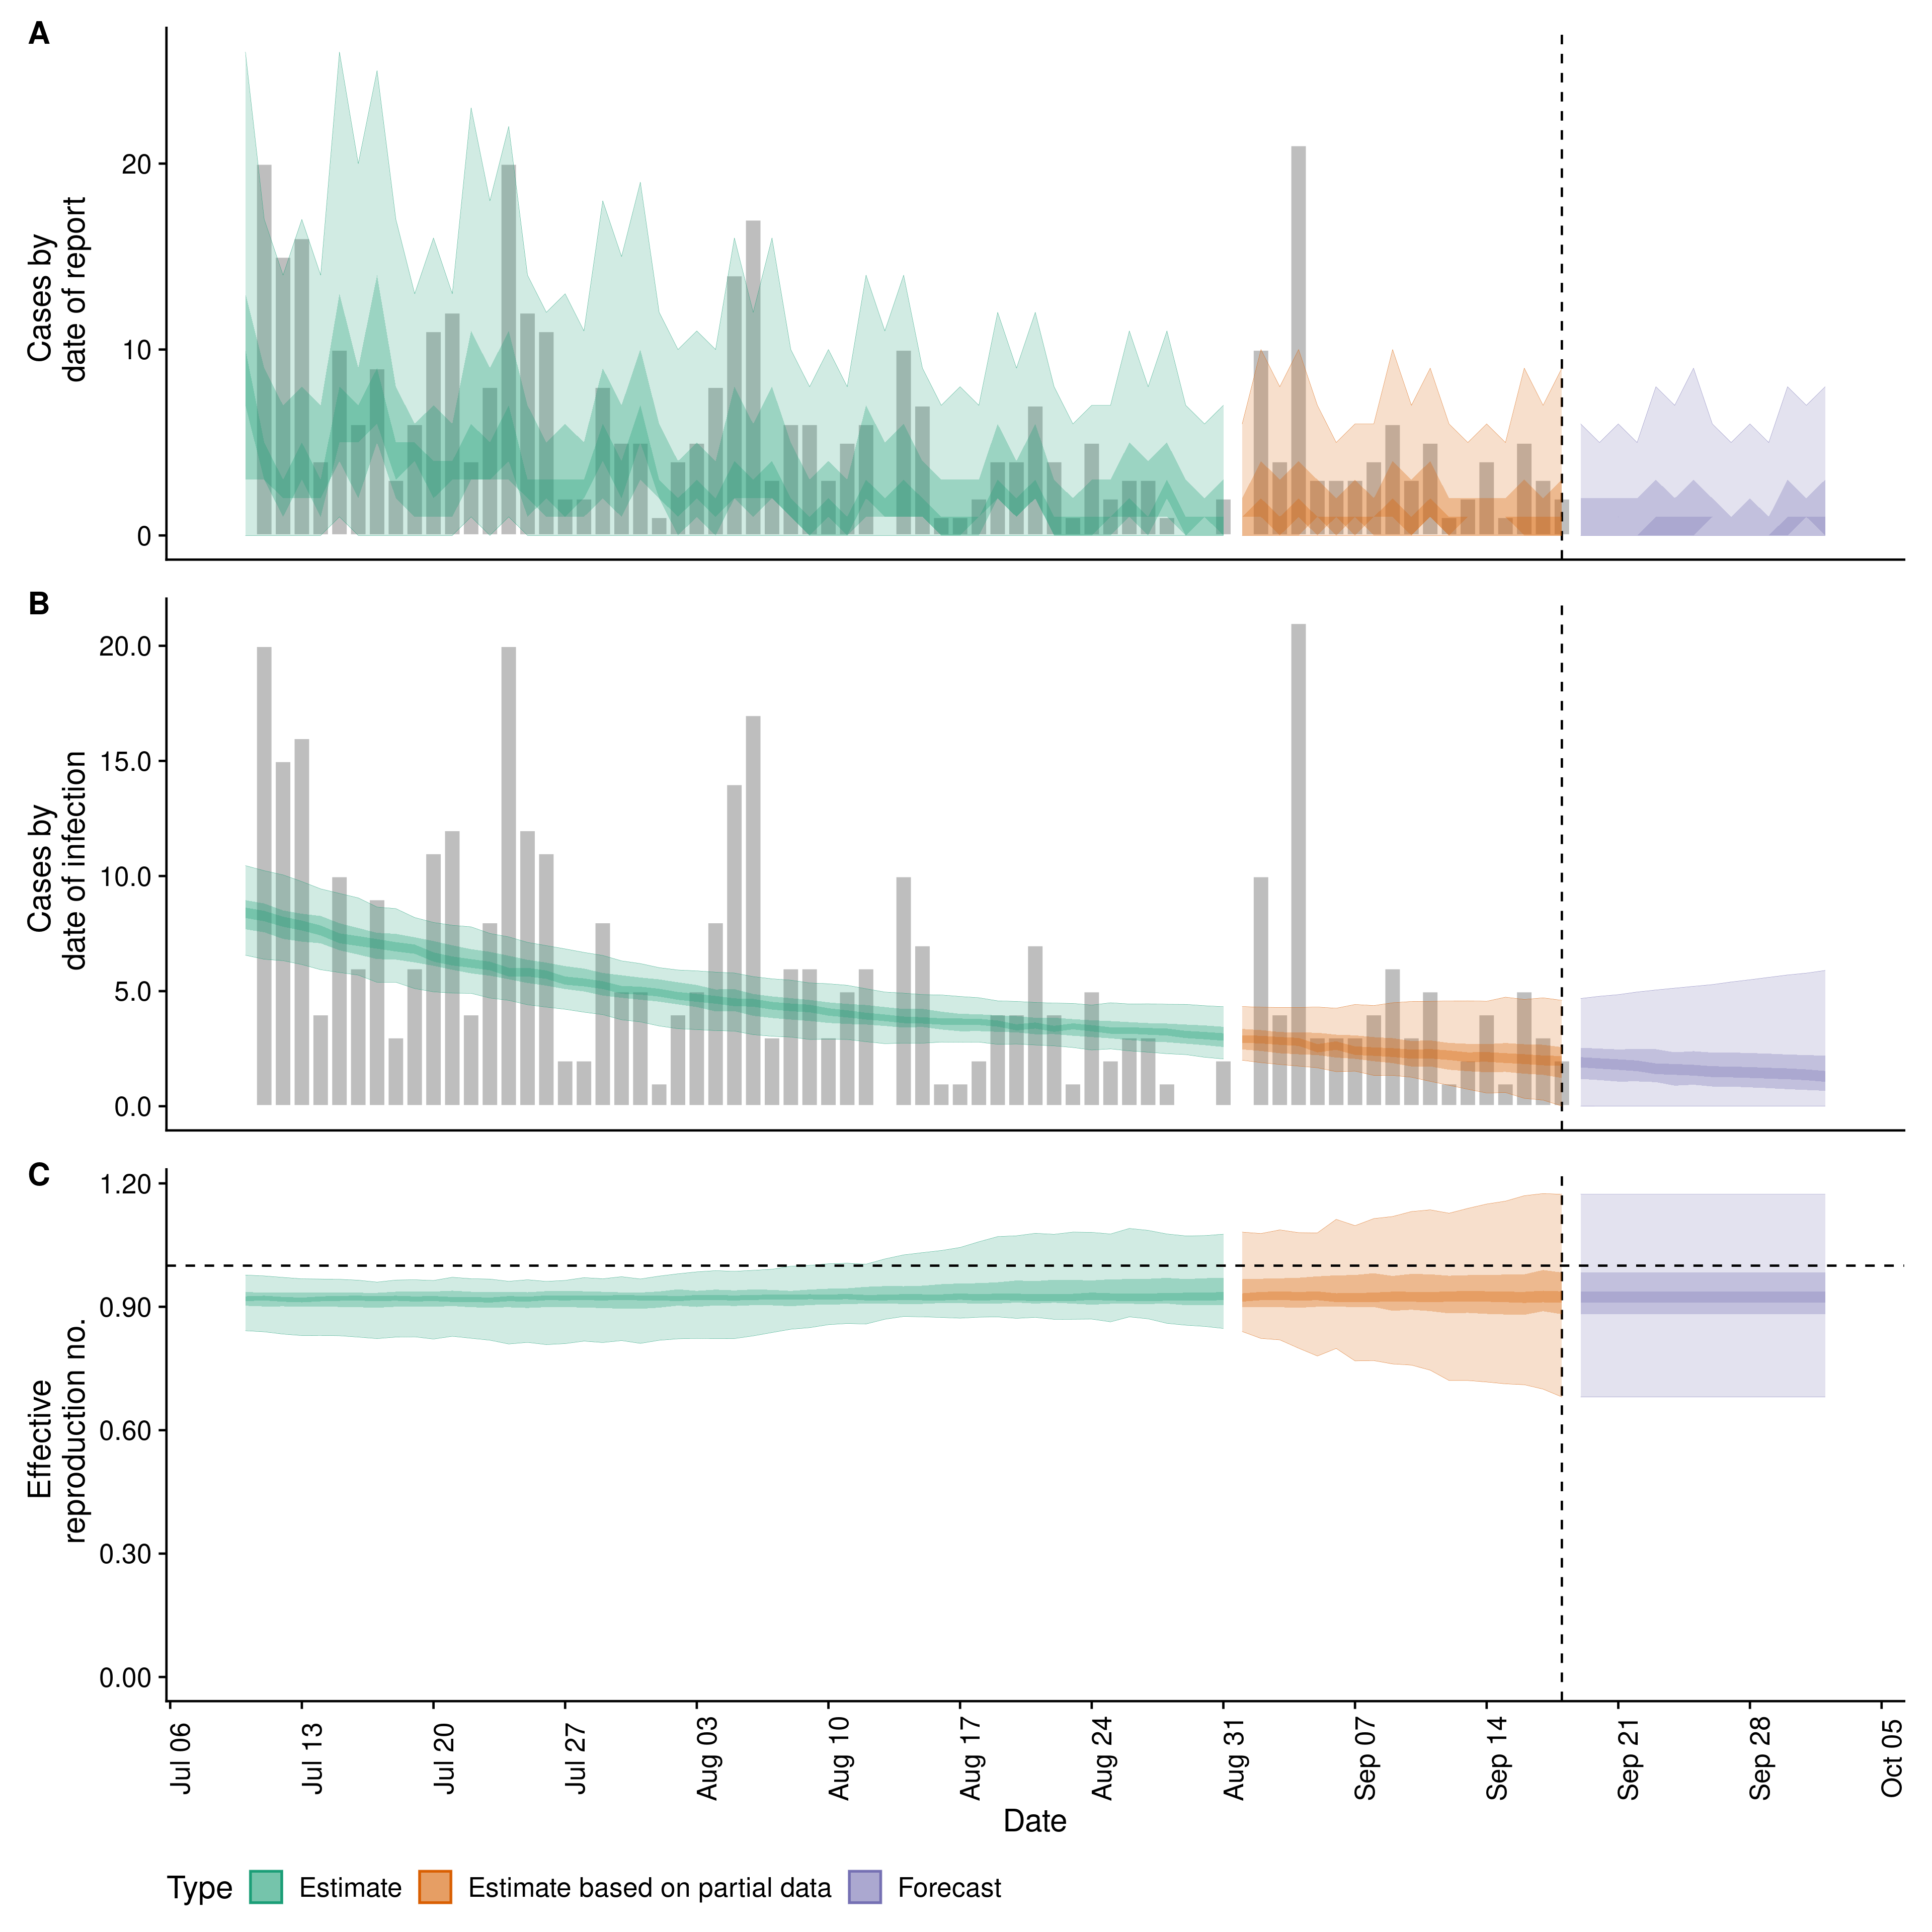 A
Cases by
date of report
20
10
0
B
Cases by
date of infection
20.0
15.0
10.0
5.0
0.0
C
Effective
reproduction no.
1.20
0.90
0.60
0.30
0.00
Jul 06
Jul 13
Jul 20
Jul 27
Aug 03
Aug 10
Aug 17
Aug 24
Aug 31
Sep 07
Sep 14
Sep 21
Sep 28
Oct 05
Date
Type Estimate Estimate based on partial data Forecast